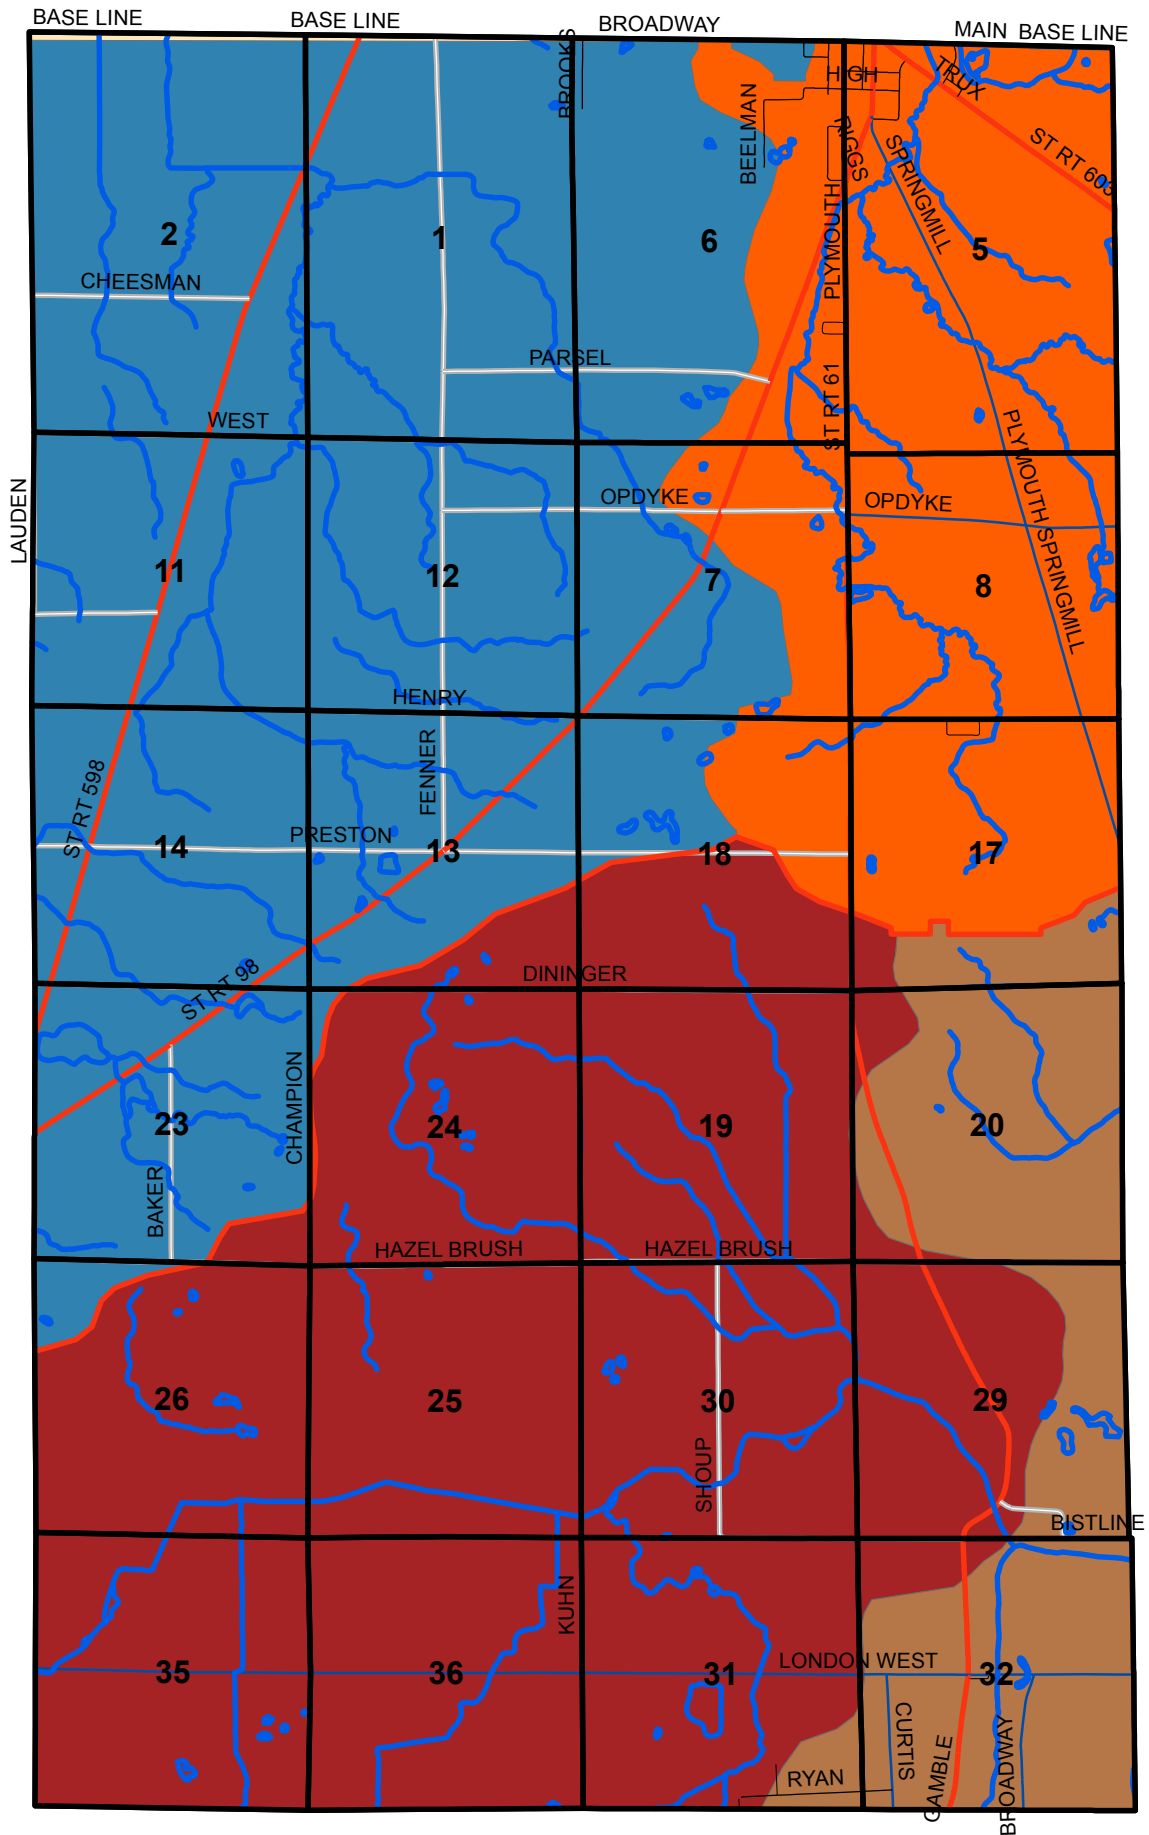 BASE LINE
BASE LINE
BROADWAY
MAIN BASE LINE
BROOKS
HIGH
TRUX
BEELMAN
RIGGS
SPRINGMILL
ST RT 603
2
1
6
5
PLYMOUTH
CHEESMAN
PARSEL
ST RT 61
WEST
PLYMOUTH SPRINGMILL
LAUDEN
OPDYKE
OPDYKE
11
12
7
8
HENRY
FENNER
ST RT 598
PRESTON
14
13
18
17
ST RT 98
DININGER
CHAMPION
23
24
19
20
BAKER
HAZEL BRUSH
HAZEL BRUSH
26
25
30
29
SHOUP
BISTLINE
KUHN
LONDON WEST
35
36
31
32
CURTIS
GAMBLE
BROADWAY
RYAN